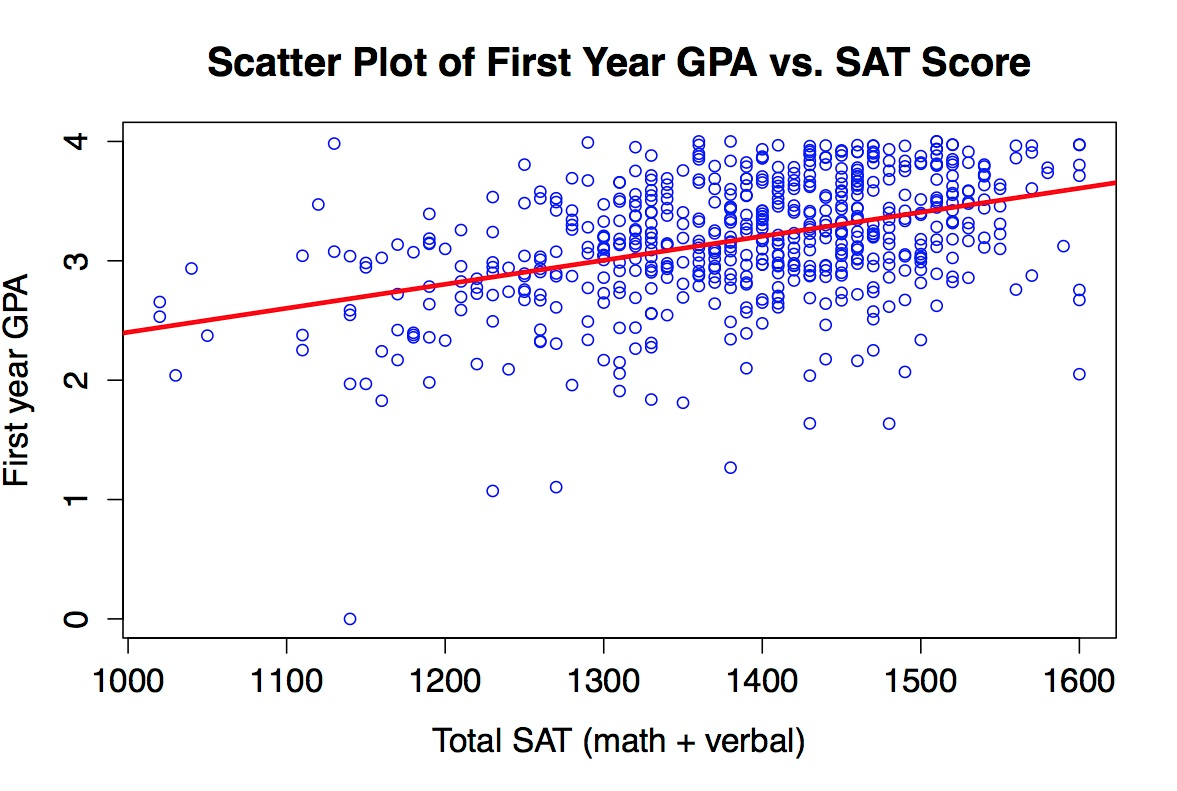 Scatter Plot of First Year GPA vs. SAT Score
4
3
2
1
0
First year GPA
1000 1100 1200 1300 1400 1500 1600
Total SAT (math + verbal)